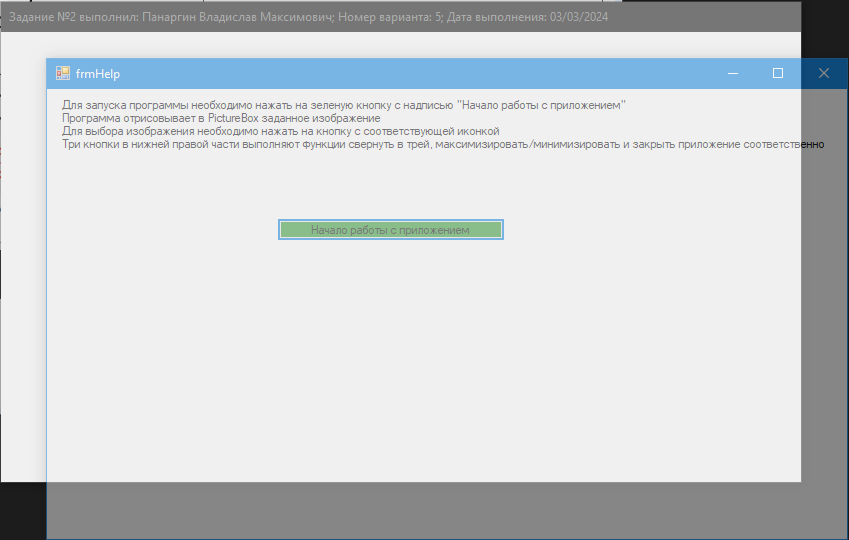 Задание №2 выполнил: Панаргин Владислав Максимович; Номер варианта: 5; Дата выполнения: 03/03/2024
frmHelp
Для запуска программы необходимо нажать на зеленую кнопку с надписью "Начало работы с приложением"
Программа отрисовывает в PictureBox заданное изображение
Для выбора изображения необходимо нажать на кнопку с соответствующей иконкой
Три кнопки в нижней правой части выполняют функции свернуть в трей, максимизировать/минимизировать и закрыть приложение соответственно
Начало работы с приложением